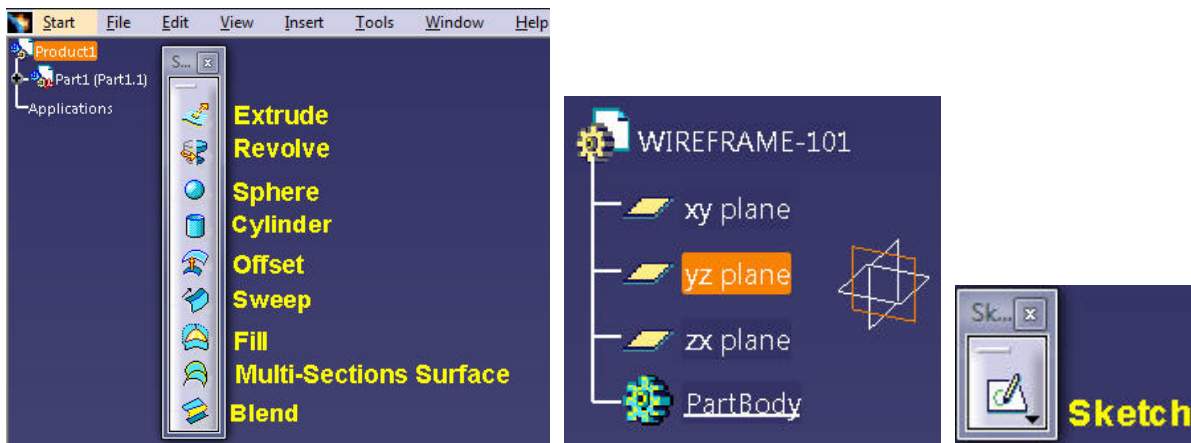 Start File Edit View Insert Tools Window Help
Product1
Part1 (Part1.1)
Applications
S...
Extrude
Revolve
Sphere
Cylinder
Offset
Sweep
Fill
Multi-Sections Surface
Blend
WIREFRAME-101
xy plane
yz plane
zx plane
PartBody
Sk...
Sketch